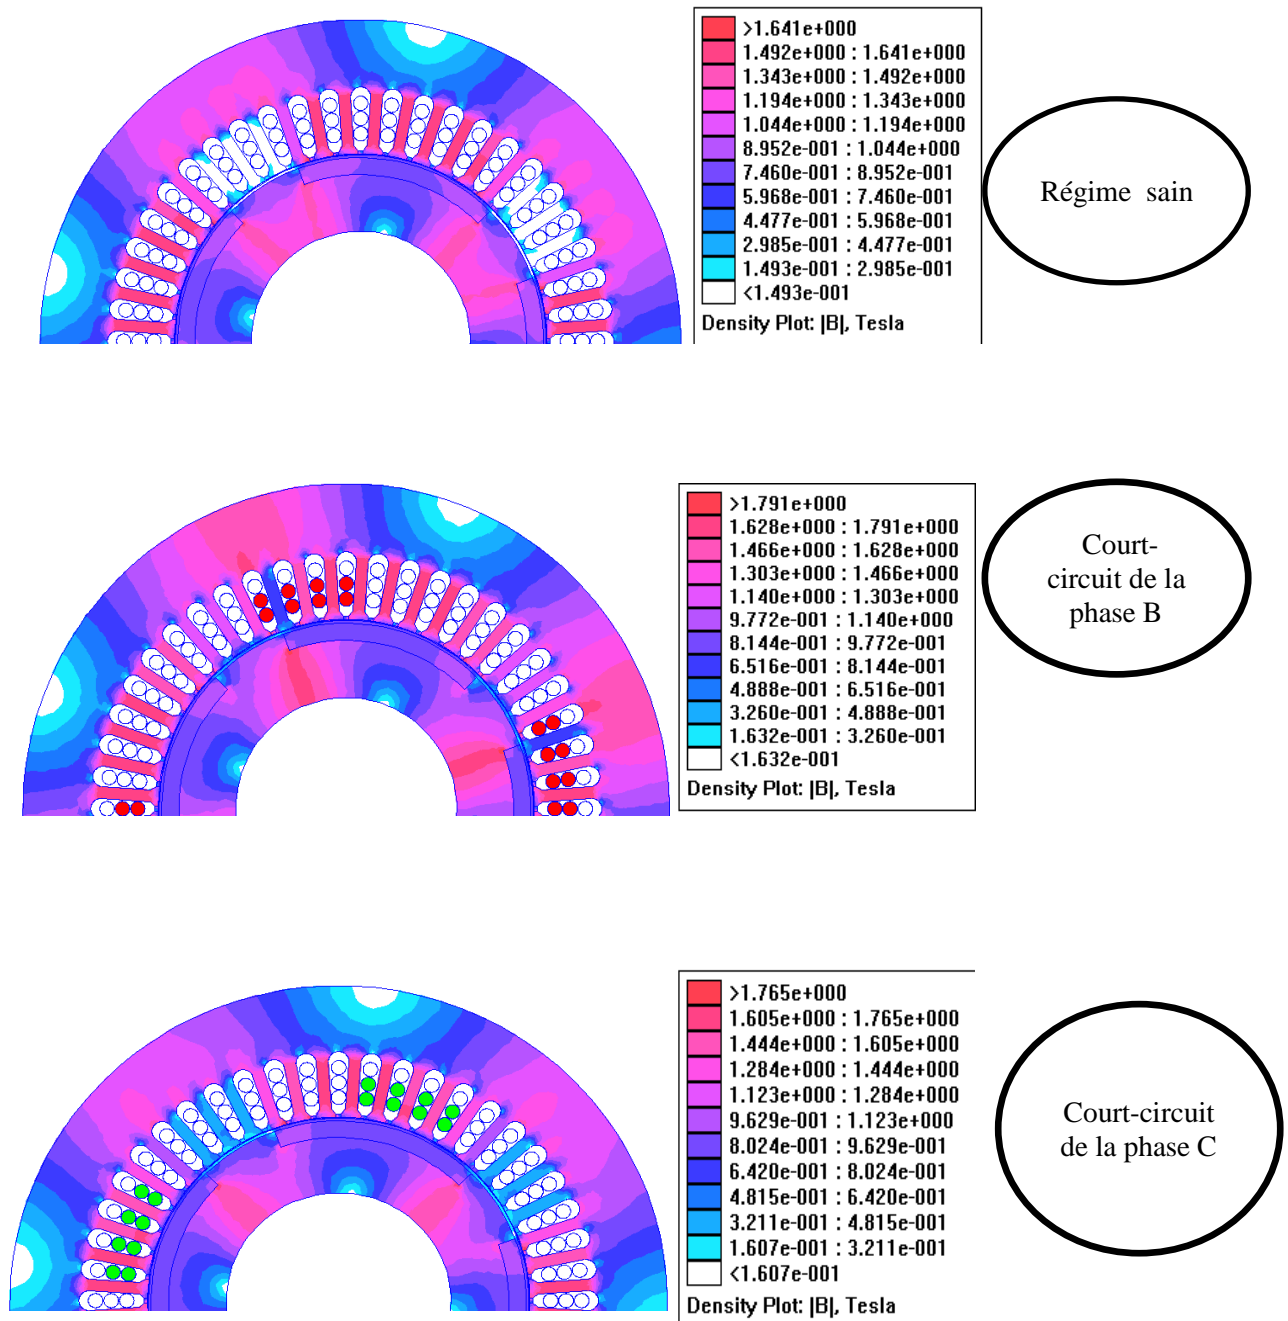 >1.641e+000
1.492e+000 : 1.641e+000
1.343e+000 : 1.492e+000
1.194e+000 : 1.343e+000
1.044e+000 : 1.194e+000
8.952e-001 : 1.044e+000
7.460e-001 : 8.952e-001
5.968e-001 : 7.460e-001
4.477e-001 : 5.968e-001
2.985e-001 : 4.477e-001
1.493e-001 : 2.985e-001
<1.493e-001
Density Plot: |B|, Tesla
Régime sain
>1.791e+000
1.628e+000 : 1.791e+000
1.466e+000 : 1.628e+000
1.303e+000 : 1.466e+000
1.140e+000 : 1.303e+000
9.772e-001 : 1.140e+000
8.144e-001 : 9.772e-001
6.516e-001 : 8.144e-001
4.888e-001 : 6.516e-001
3.260e-001 : 4.888e-001
1.632e-001 : 3.260e-001
<1.632e-001
Density Plot: |B|, Tesla
Court-
circuit de la
phase B
>1.765e+000
1.605e+000 : 1.765e+000
1.444e+000 : 1.605e+000
1.284e+000 : 1.444e+000
1.123e+000 : 1.284e+000
9.629e-001 : 1.123e+000
8.024e-001 : 9.629e-001
6.420e-001 : 8.024e-001
4.815e-001 : 6.420e-001
3.211e-001 : 4.815e-001
1.607e-001 : 3.211e-001
<1.607e-001
Density Plot: |B|, Tesla
Court-circuit
de la phase C